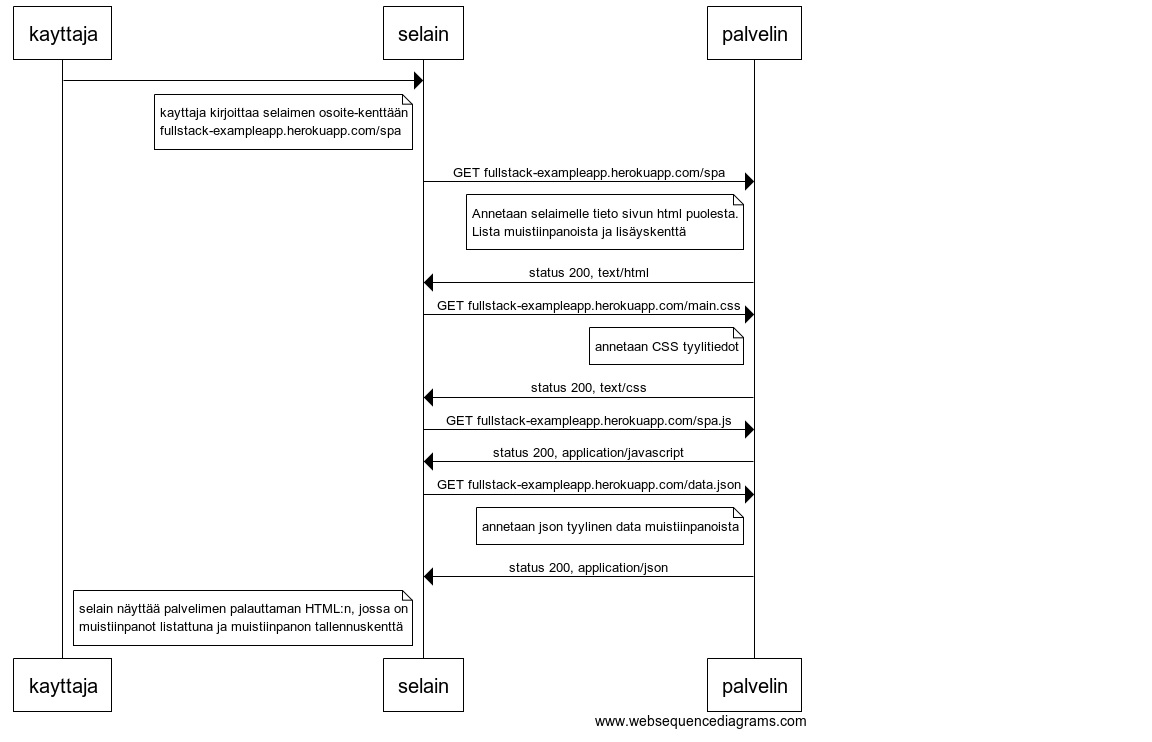 kayttaja selain palvelin
kayttaja kirjoittaa selaimen osoite-kenttään
fullstack-exampleapp.herokuapp.com/spa
GET fullstack-exampleapp.herokuapp.com/spa
Annetaan selaimelle tieto sivun html puolesta.
Lista muistiinpanoista ja lisäyskenttä
status 200, text/html
GET fullstack-exampleapp.herokuapp.com/main.css
annetaan CSS tyylitiedot
status 200, text/css
GET fullstack-exampleapp.herokuapp.com/spa.js
status 200, application/javascript
GET fullstack-exampleapp.herokuapp.com/data.json
annetaan json tyylinen data muistiinpanoista
status 200, application/json
selain näyttää palvelimen palauttaman HTML:n, jossa on
muistiinpanot listattuna ja muistiinpanon tallennuskenttä
kayttaja selain palvelin
www.websequencediagrams.com